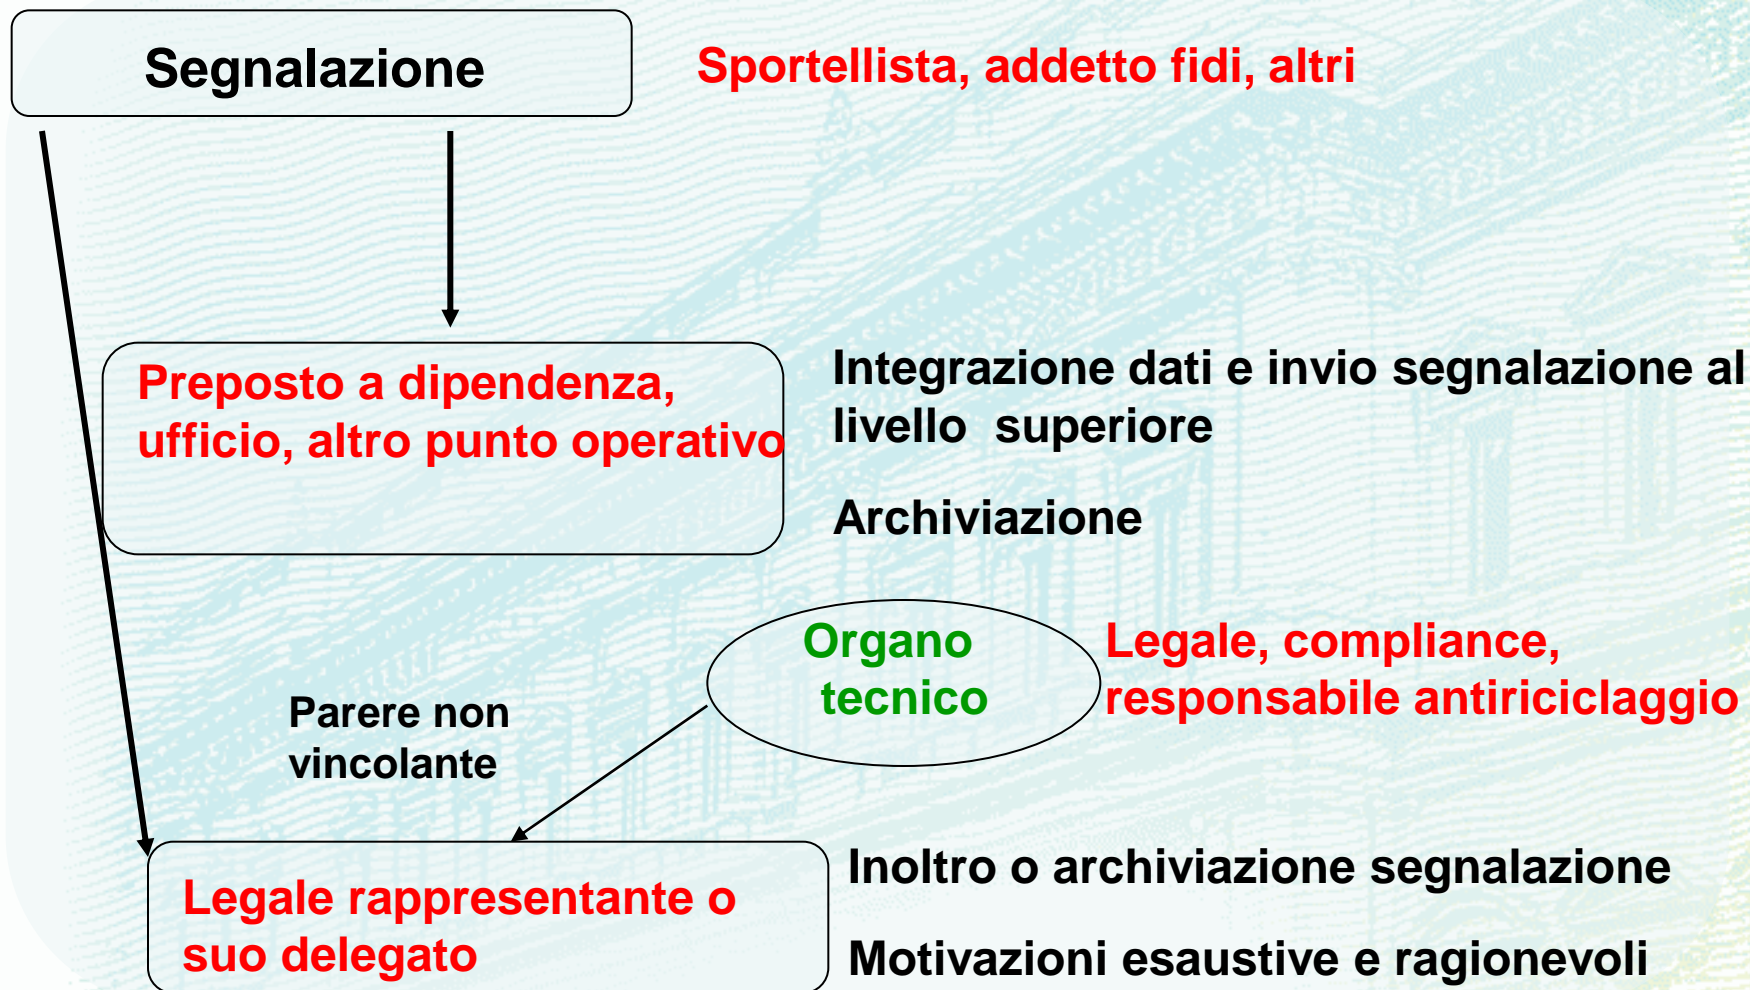 Segnalazione
Sportellista, addetto fidi, altri
Preposto a dipendenza,
ufficio, altro punto operativo
Integrazione dati e invio segnalazione al
livello superiore
Archiviazione
Organo
tecnico
Legale, compliance,
responsabile antiriciclaggio
Parere non
vincolante
Legale rappresentante o
suo delegato
Inoltro o archiviazione segnalazione
Motivazioni esaustive e ragionevoli